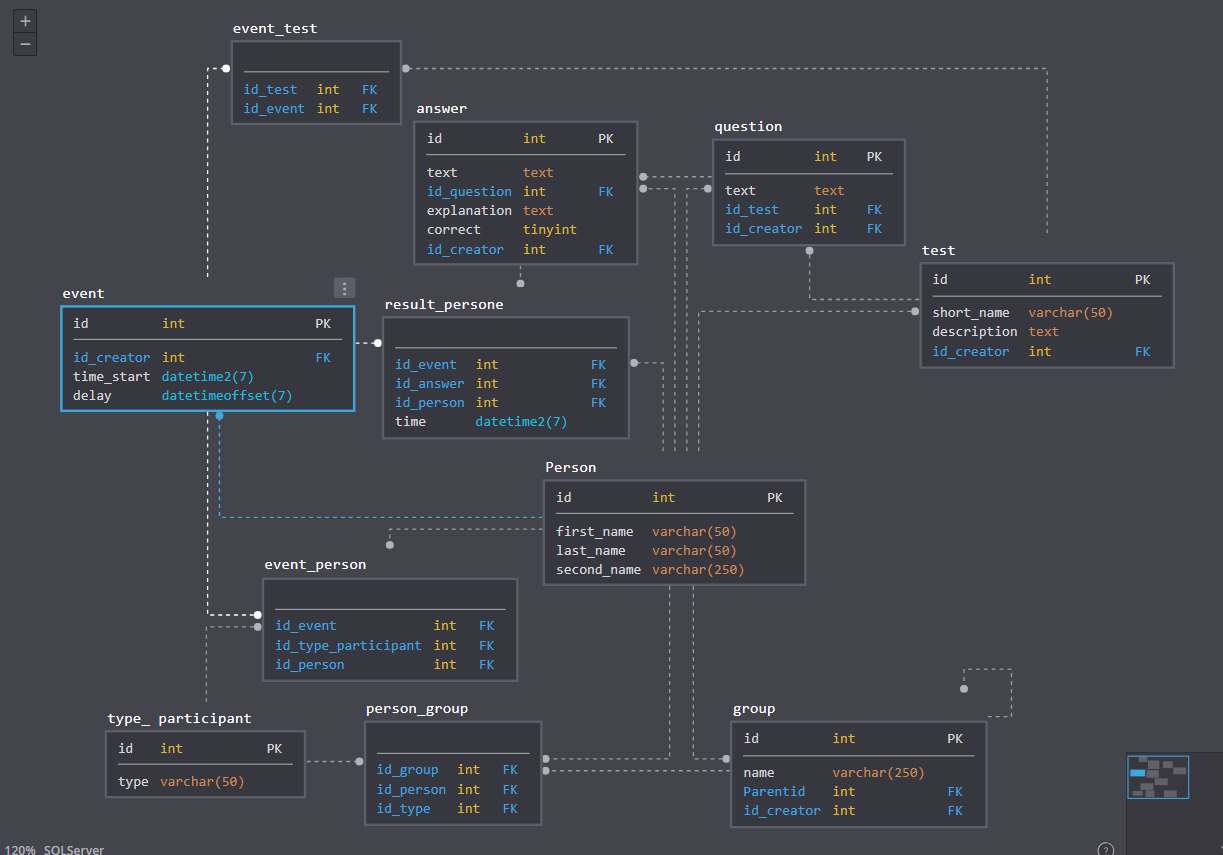 +
−
event_test
id_test int FK
id_event int FK
answer
id int PK
text text
id_question int FK
explanation text
correct tinyint
id_creator int FK
question
id int PK
text text
id_test int FK
id_creator int FK
test
id int PK
short_name varchar(50)
description text
id_creator int FK
event
id int PK
id_creator int FK
time_start datetime2(7)
delay datetimeoffset(7)
result_persone
id_event int FK
id_answer int FK
id_person int FK
time datetime2(7)
Person
id int PK
first_name varchar(50)
last_name varchar(50)
second_name varchar(250)
event_person
id_event int FK
id_type_participant int FK
id_person int FK
type_ participant
id int PK
type varchar(50)
person_group
id_group int FK
id_person int FK
id_type int FK
group
id int PK
name varchar(250)
Parentid int FK
id_creator int FK
120% SQLServer
?